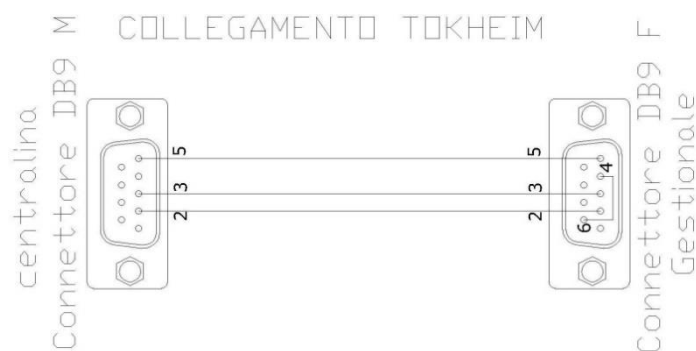 COLLEGAMENTO TOKHEIM
centralina
Connettore DB9 M
5
3
2
5
3
2
4
6
Connettore DB9 F
Gestionale